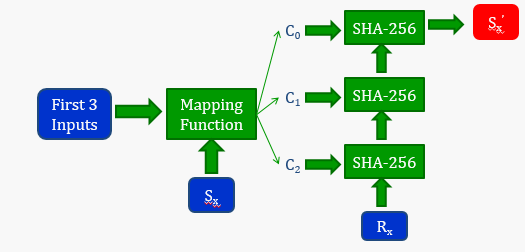 C₀
SHA-256
Sₓ'
First 3
Inputs
Mapping
Function
C₁
SHA-256
C₂
SHA-256
Sₓ
Rₓ